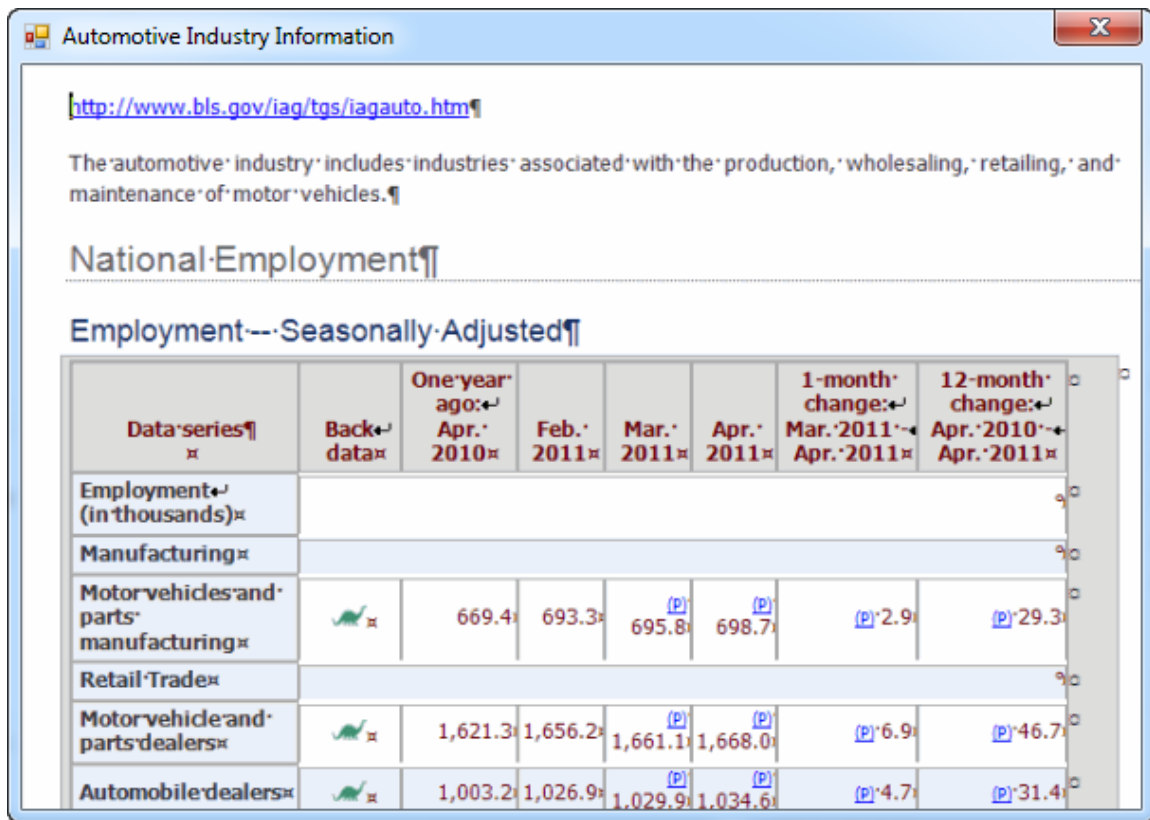 Automotive Industry Information
http://www.bls.gov/iag/tgs/iagauto.htm¶
The automotive industry includes industries associated with the production, wholesaling, retailing, and
maintenance of motor vehicles.¶
National Employment¶
Employment -- Seasonally Adjusted¶
Data series¶ Back data One year ago: Apr. 2010 Feb. 2011 Mar. 2011 Apr. 2011 1-month change: Mar. 2011 - Apr. 2011 12-month change: Apr. 2010 - Apr. 2011
Employment
(in thousands)
Manufacturing
Motor vehicles and parts manufacturing 669.4 693.3 (P) 695.8 (P) 698.7 (P) 2.9 (P) 29.3
Retail Trade
Motor vehicle and parts dealers 1,621.3 1,656.2 (P) 1,661.1 (P) 1,668.0 (P) 6.9 (P) 46.7
Automobile dealers 1,003.2 1,026.9 (P) 1,029.9 (P) 1,034.6 (P) 4.7 (P) 31.4